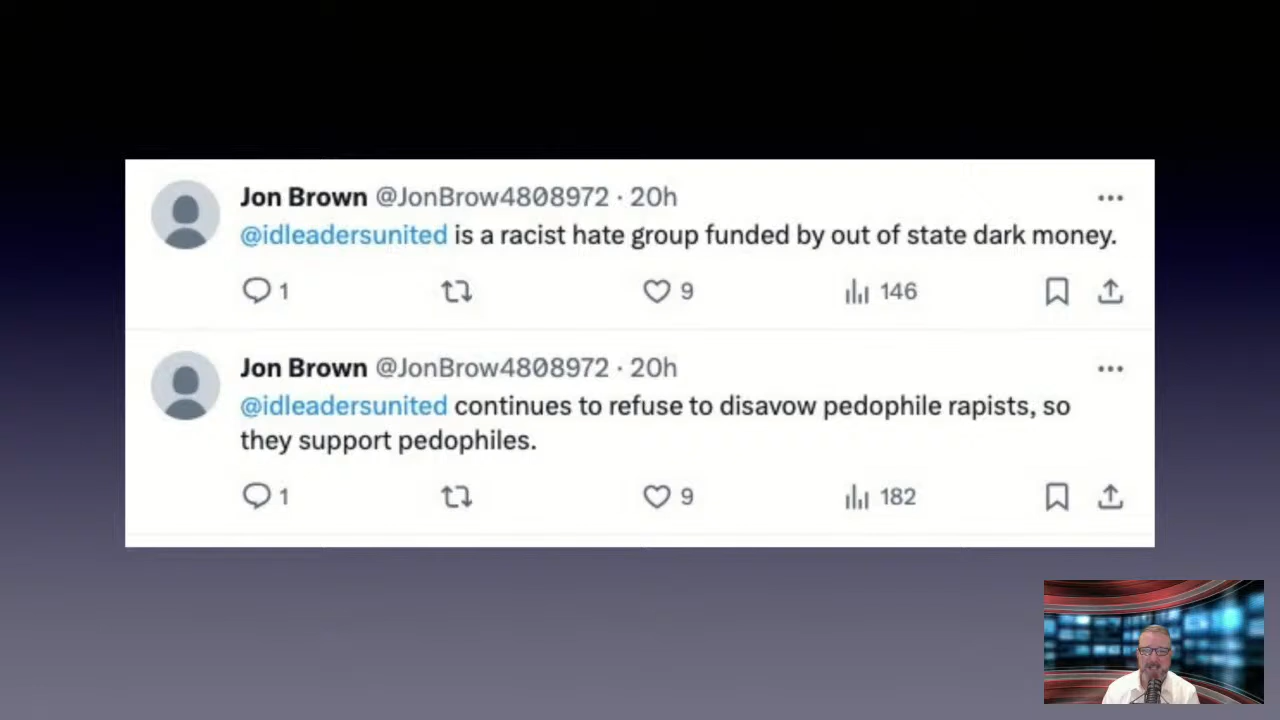 Jon Brown @JonBrow4808972 · 20h
@idleadersunited is a racist hate group funded by out of state dark money.
1 9 146
Jon Brown @JonBrow4808972 · 20h
@idleadersunited continues to refuse to disavow pedophile rapists, so
they support pedophiles.
1 9 182